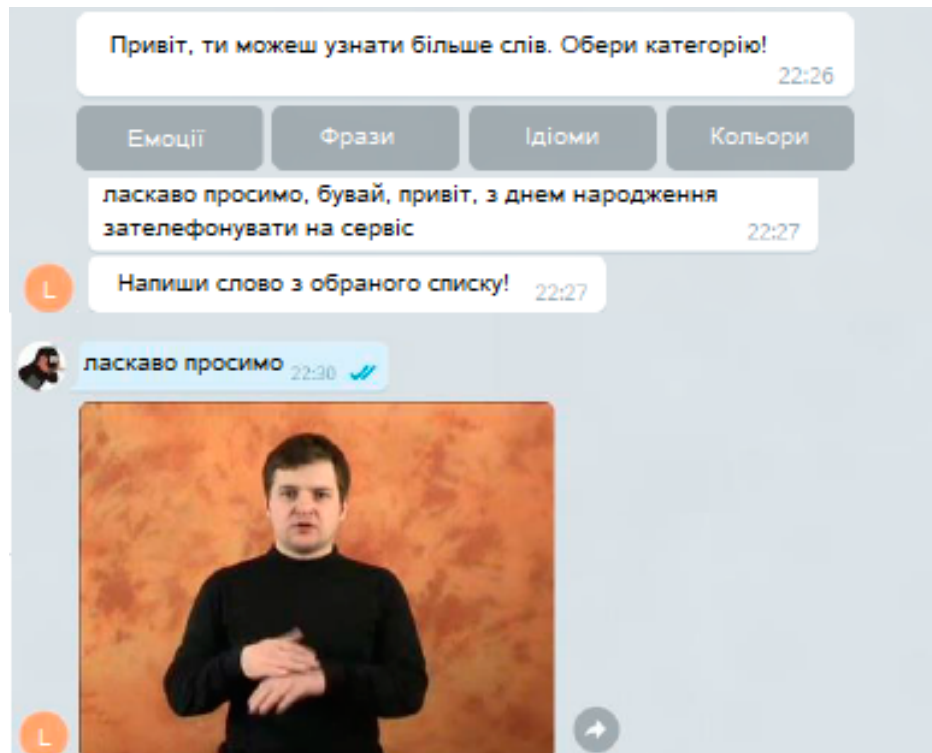 Привіт, ти можеш узнати більше слів. Обери категорію!
22:26
Емоції Фрази Ідіоми Кольори
ласкаво просимо, бувай, привіт, з днем народження
зателефонувати на сервіс 22:27
L Напиши слово з обраного списку! 22:27
ласкаво просимо 22:30
L